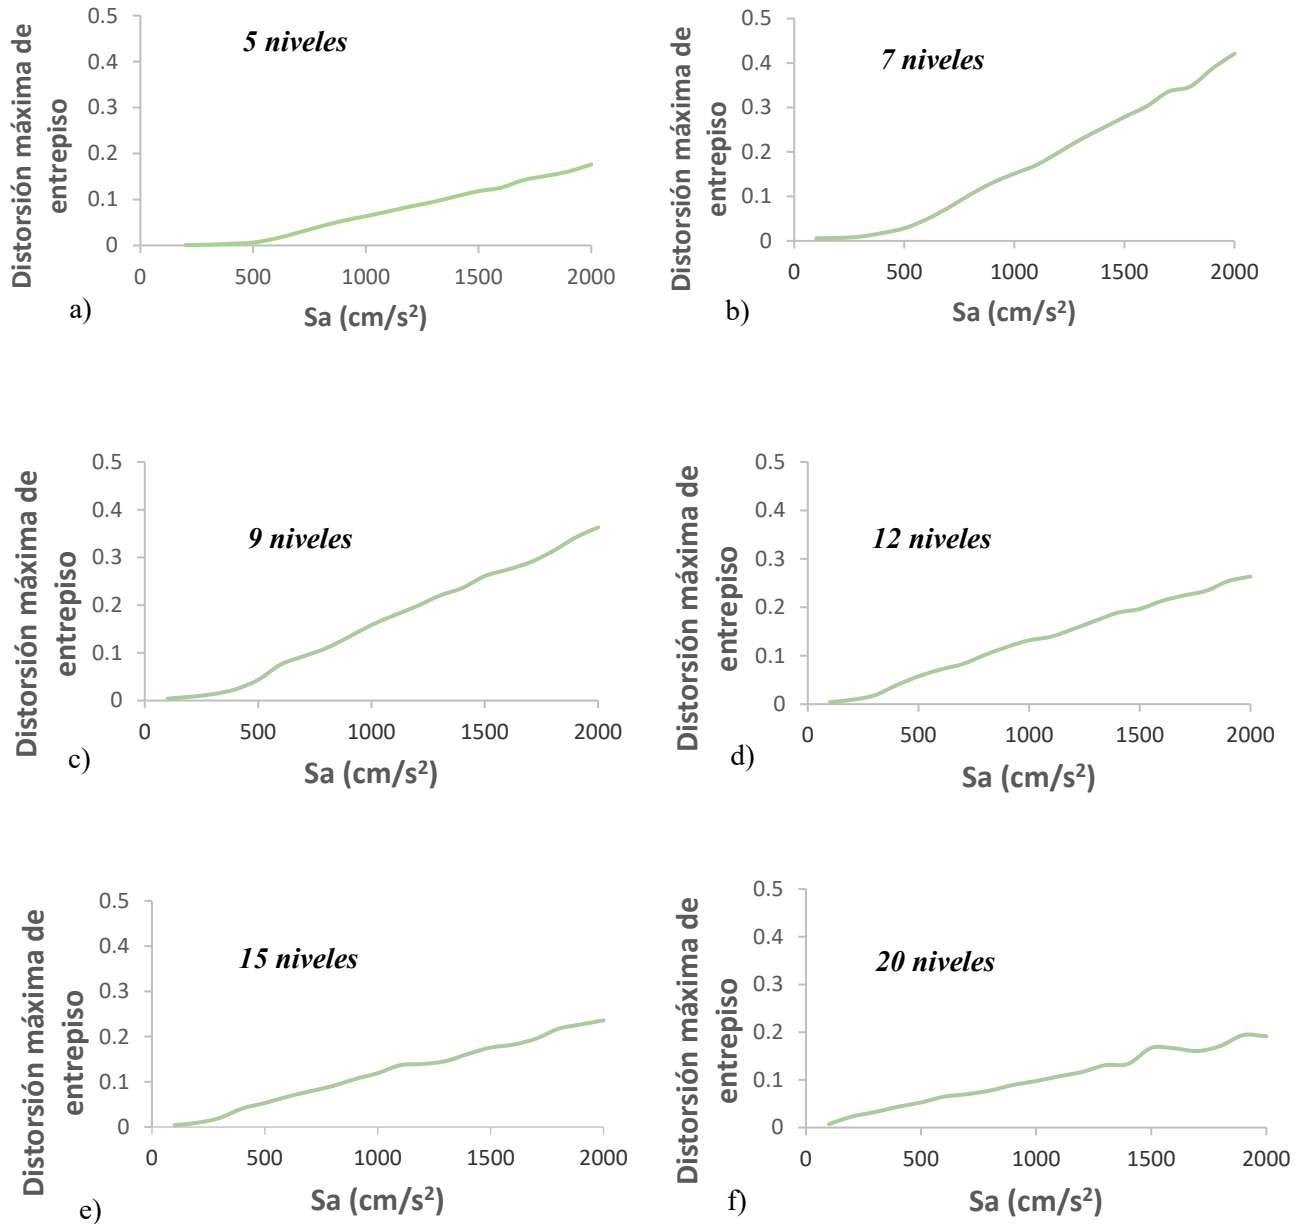 5 niveles
Distorsión máxima de
entrepiso
0.5
0.4
0.3
0.2
0.1
0
0 500 1000 1500 2000
Sa (cm/s²)
a)
7 niveles
Distorsión máxima de
entrepiso
0.5
0.4
0.3
0.2
0.1
0
0 500 1000 1500 2000
Sa (cm/s²)
b)
9 niveles
Distorsión máxima de
entrepiso
0.5
0.4
0.3
0.2
0.1
0
0 500 1000 1500 2000
Sa (cm/s²)
c)
12 niveles
Distorsión máxima de
entrepiso
0.5
0.4
0.3
0.2
0.1
0
0 500 1000 1500 2000
Sa (cm/s²)
d)
15 niveles
Distorsión máxima de
entrepiso
0.5
0.4
0.3
0.2
0.1
0
0 500 1000 1500 2000
Sa (cm/s²)
e)
20 niveles
Distorsión máxima de
entrepiso
0.5
0.4
0.3
0.2
0.1
0
0 500 1000 1500 2000
Sa (cm/s²)
f)